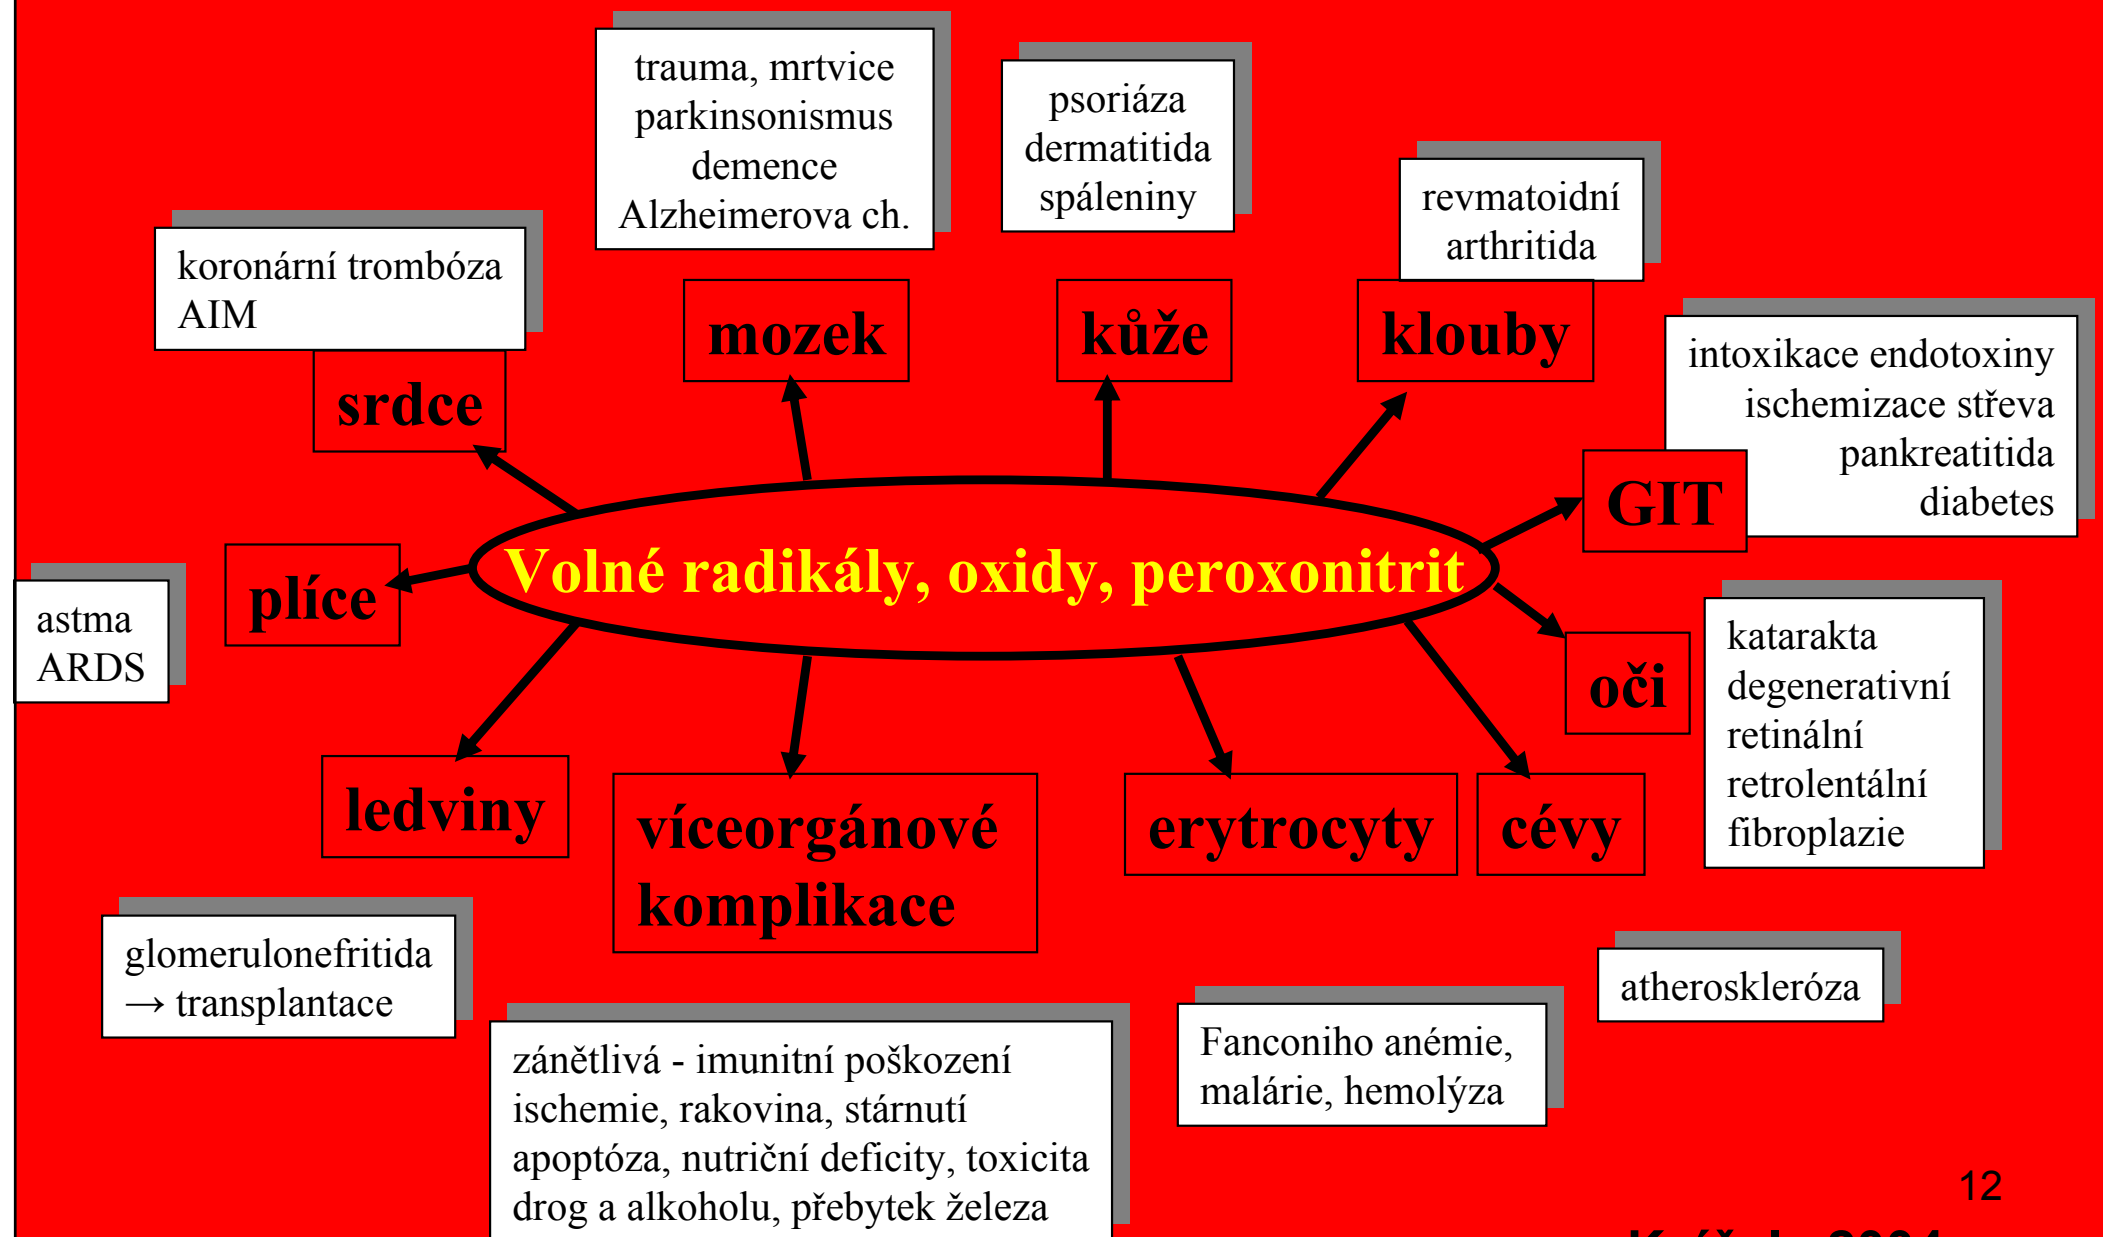 trauma, mrtvice
parkinsonismus
demence
Alzheimerova ch.
psoriáza
dermatitida
spáleniny
revmatoidní
arthritida
koronární trombóza
AIM
mozek
kůže
klouby
srdce
intoxikace endotoxiny
ischemizace střeva
pankreatitida
diabetes
GIT
Volné radikály, oxidy, peroxonitrit
plíce
astma
ARDS
oči
katarakta
degenerativní
retinální
retrolentální
fibroplazie
ledviny
víceorgánové
komplikace
erytrocyty
cévy
glomerulonefritida
→ transplantace
atheroskleróza
zánětlivá - imunitní poškození
ischemie, rakovina, stárnutí
apoptóza, nutriční deficity, toxicita
drog a alkoholu, přebytek železa
Fanconiho anémie,
malárie, hemolýza
12